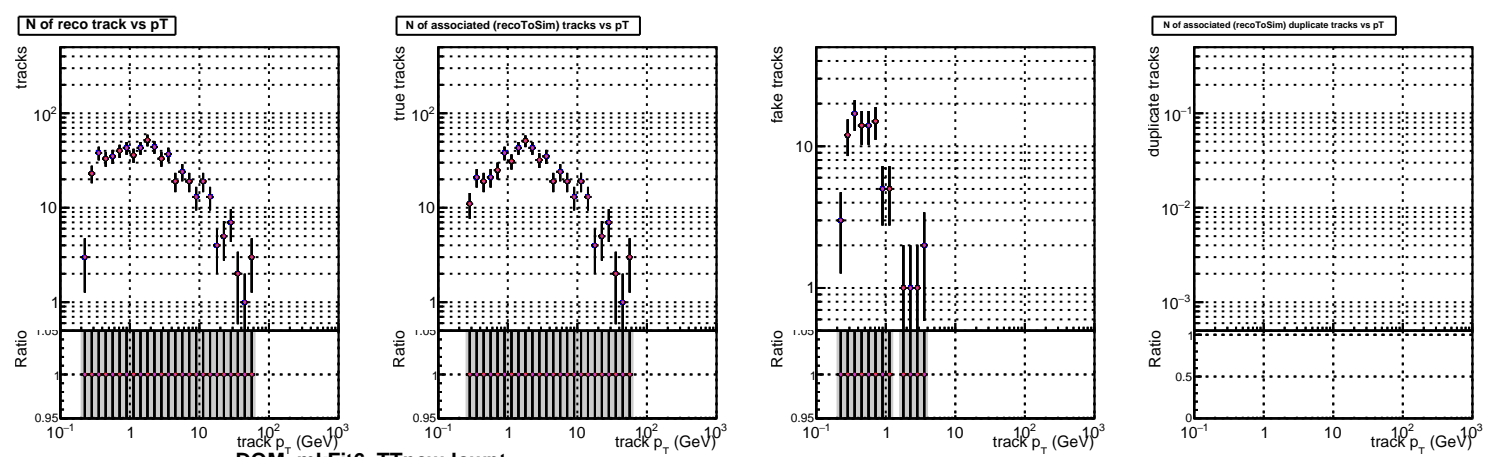 N of reco track vs pT
tracks
10²
10
1
Ratio
1.05
1
0.95
10⁻¹ 1 10 10² 10³
track p_T (GeV)
N of associated (recoToSim) tracks vs pT
true tracks
10²
10
1
Ratio
1.05
1
0.95
10⁻¹ 1 10 10² 10³
track p_T (GeV)
fake tracks
10
1
Ratio
1.05
1
0.95
10⁻¹ 1 10 10² 10³
track p_T (GeV)
N of associated (recoToSim) duplicate tracks vs pT
duplicate tracks
10⁻¹
10⁻²
10⁻³
Ratio
1
0.5
0
10⁻¹ 1 10 10² 10³
track p_T (GeV)